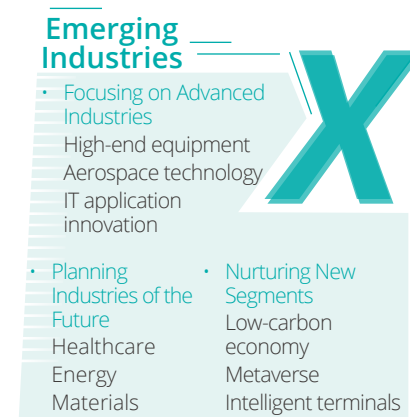 Emerging
Industries
X
• Focusing on Advanced
Industries
High-end equipment
Aerospace technology
IT application
innovation
• Planning
Industries of the
Future
Healthcare
Energy
Materials
• Nurturing New
Segments
Low-carbon
economy
Metaverse
Intelligent terminals